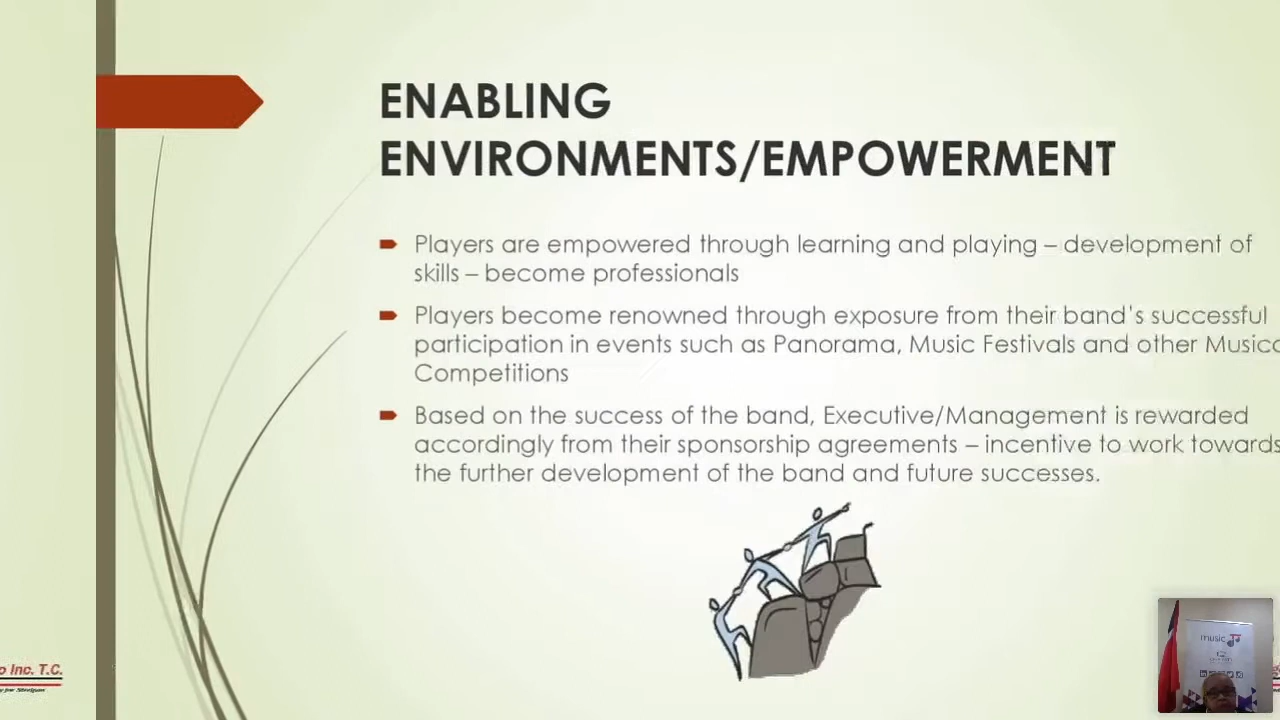 ENABLING
ENVIRONMENTS/EMPOWERMENT
Players are empowered through learning and playing – development of
skills – become professionals
Players become renowned through exposure from their band's successful
participation in events such as Panorama, Music Festivals and other Music
Competitions
Based on the success of the band, Executive/Management is rewarded
accordingly from their sponsorship agreements – incentive to work towards
the further development of the band and future successes.
Inc. T.C.
music